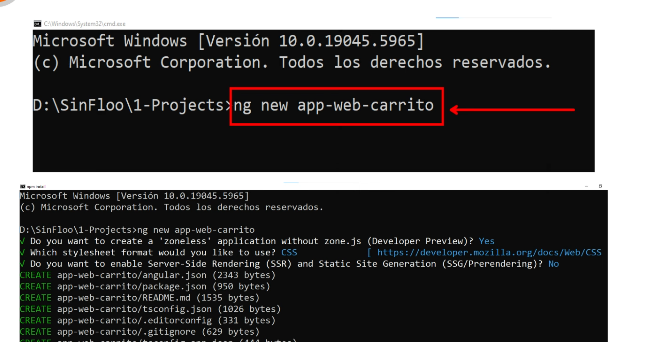 C:\Windows\System32\cmd.exe
Microsoft Windows [Versión 10.0.19045.5965]
(c) Microsoft Corporation. Todos los derechos reservados.
D:\SinFloo\1-Projects>ng new app-web-carrito
npm install
Microsoft Windows [Versión 10.0.19045.5965]
(c) Microsoft Corporation. Todos los derechos reservados.
D:\SinFloo\1-Projects>ng new app-web-carrito
√ Do you want to create a 'zoneless' application without zone.js (Developer Preview)? Yes
√ Which stylesheet format would you like to use? CSS [ https://developer.mozilla.org/docs/Web/CSS
√ Do you want to enable Server-Side Rendering (SSR) and Static Site Generation (SSG/Prerendering)? No
CREATE app-web-carrito/angular.json (2343 bytes)
CREATE app-web-carrito/package.json (950 bytes)
CREATE app-web-carrito/README.md (1535 bytes)
CREATE app-web-carrito/tsconfig.json (1026 bytes)
CREATE app-web-carrito/.editorconfig (331 bytes)
CREATE app-web-carrito/.gitignore (629 bytes)